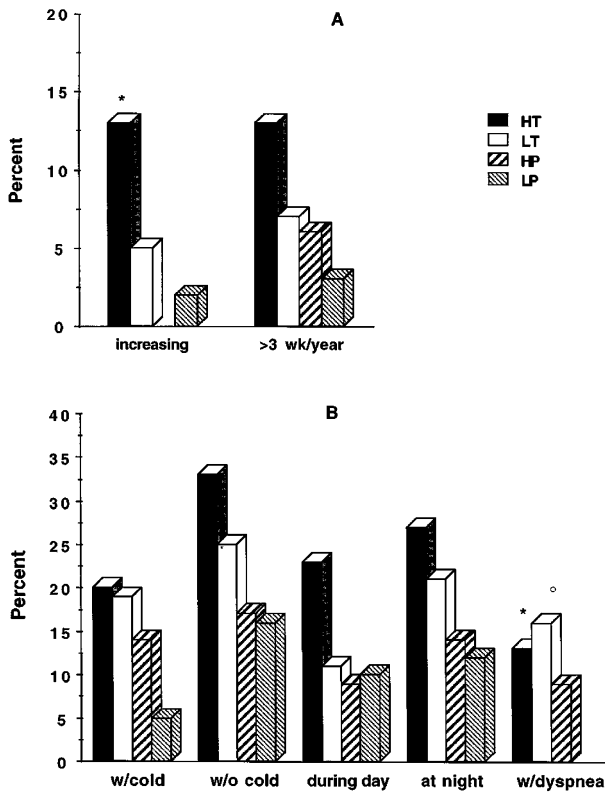 A
20
15
10
5
0
Percent
*
increasing
>3 wk/year
HT
LT
HP
LP
B
40
35
30
25
20
15
10
5
0
Percent
*
°
w/cold
w/o cold
during day
at night
w/dyspnea